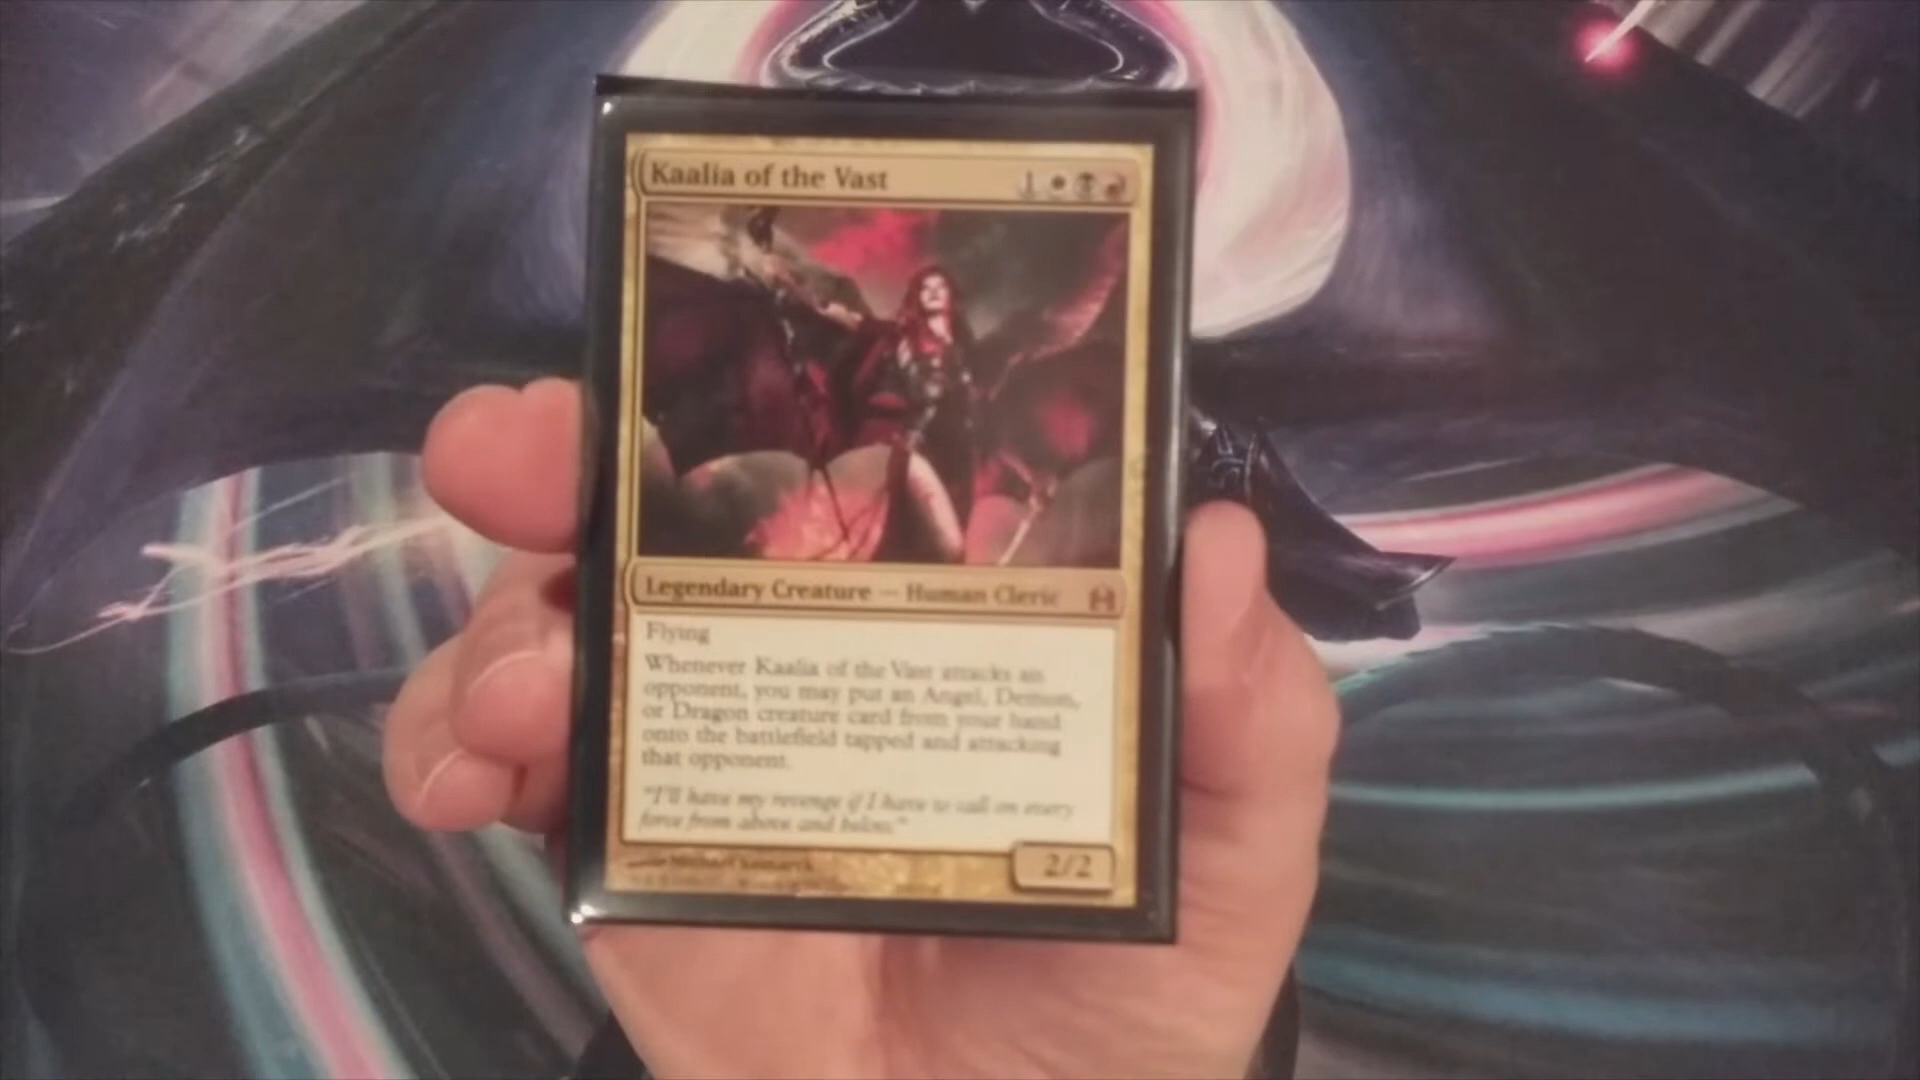 Kaalia of the Vast 1
Legendary Creature — Human Cleric
Flying
Whenever Kaalia of the Vast attacks an
opponent, you may put an Angel, Demon,
or Dragon creature card from your hand
onto the battlefield tapped and attacking
that opponent.
"I'll have my revenge if I have to call on every
force from above and below."
2/2